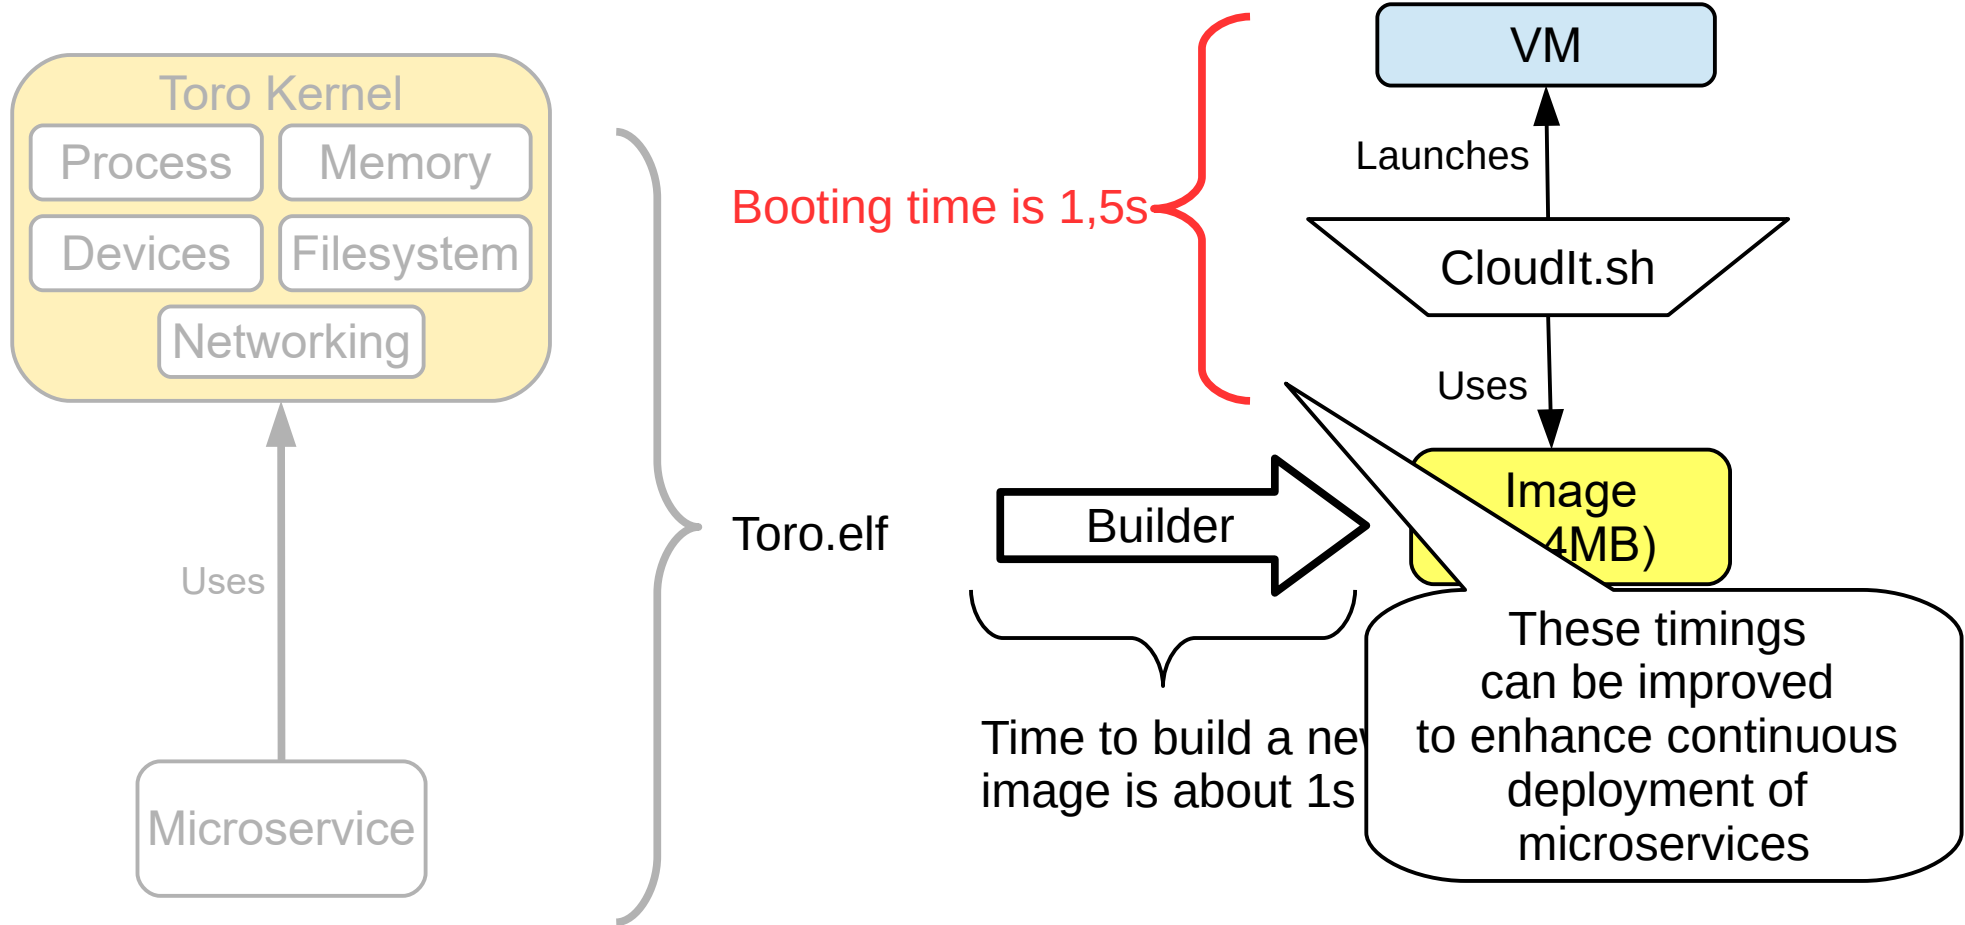 Toro Kernel
Process
Memory
Devices
Filesystem
Networking
Uses
Microservice
Booting time is 1,5s
Toro.elf
Builder
VM
Launches
CloudIt.sh
Uses
Image
4MB)
Time to build a
image is about 1s
These timings
can be improved
to enhance continuous
deployment of
microservices